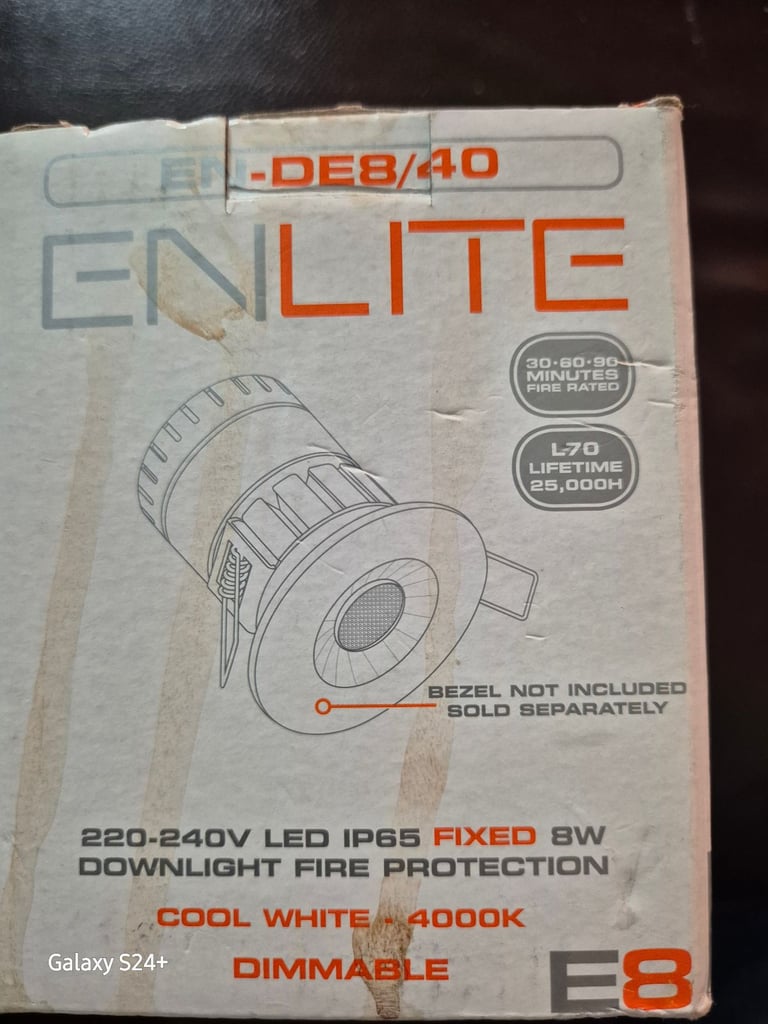 EN-DE8/40
ENLITE
30•60•90
MINUTES
FIRE RATED
L-70
LIFETIME
25,000H
BEZEL NOT INCLUDED
SOLD SEPARATELY
220-240V LED IP65 FIXED 8W
DOWNLIGHT FIRE PROTECTION
COOL WHITE - 4000K
DIMMABLE
E8
Galaxy S24+